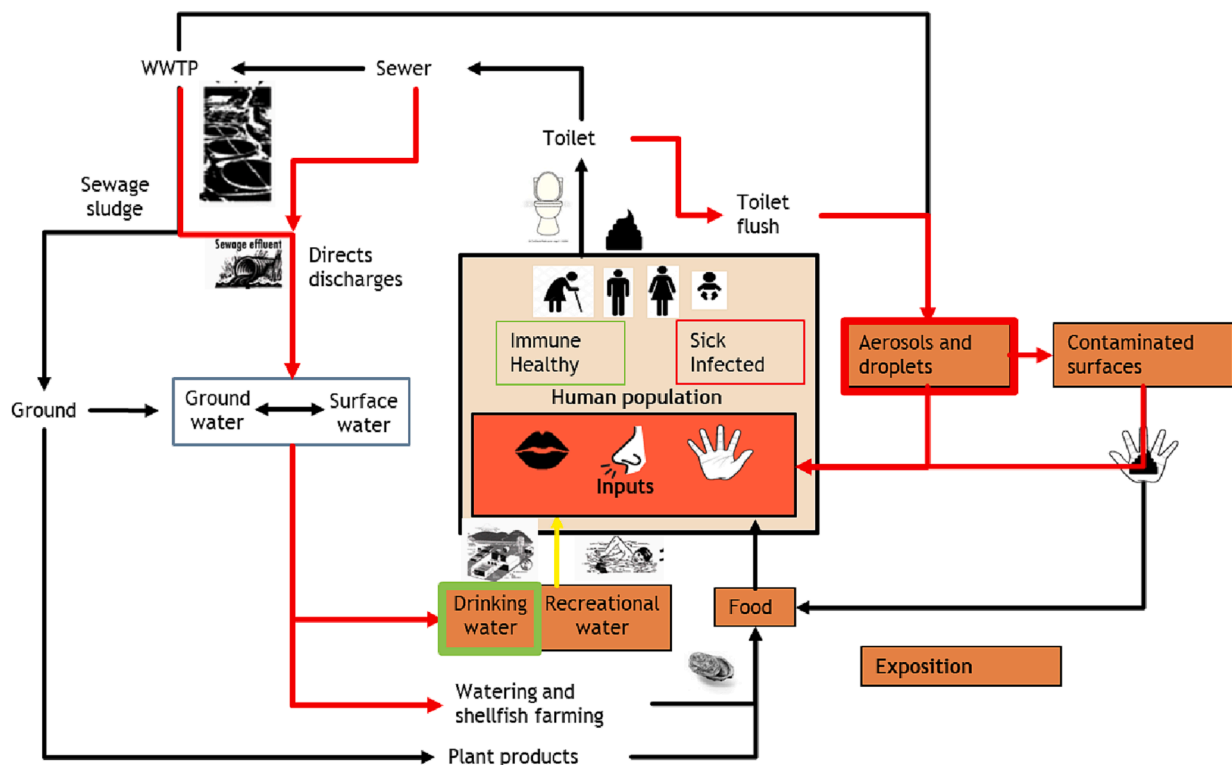 WWTP
Sewer
Toilet
Sewage
sludge
Toilet
flush
Sewage effluent
Directs
discharges
Immune
Healthy
Sick
Infected
Aerosols and
droplets
Contaminated
surfaces
Human population
Ground
Ground
water
Surface
water
Inputs
Drinking
water
Recreational
water
Food
Exposition
Watering and
shellfish farming
Plant products